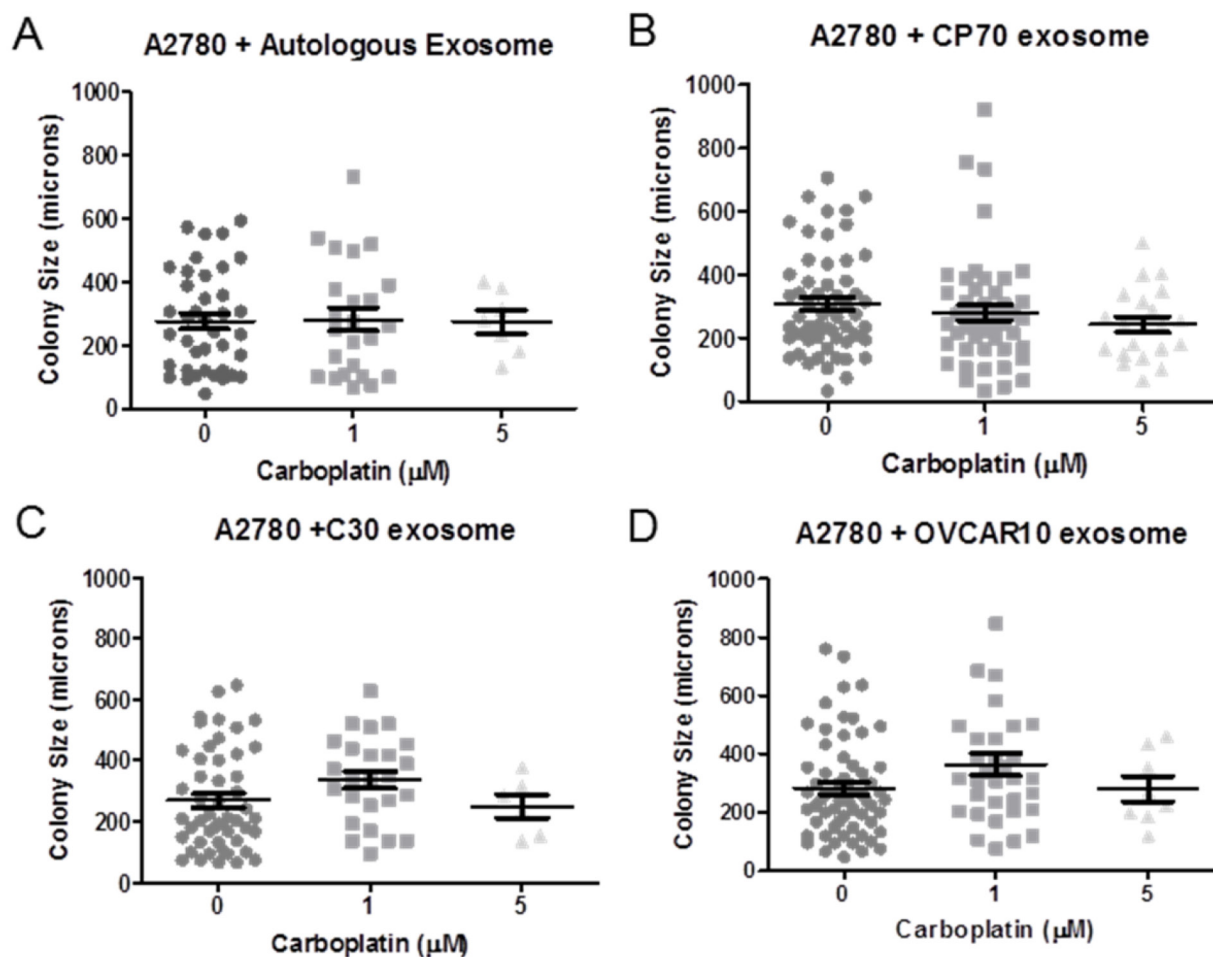 A
A2780 + Autologous Exosome
Colony Size (microns)
1000
800
600
400
200
0
0 1 5
Carboplatin (μM)
B
A2780 + CP70 exosome
Colony Size (microns)
1000
800
600
400
200
0
0 1 5
Carboplatin (μM)
C
A2780 +C30 exosome
Colony Size (microns)
1000
800
600
400
200
0
0 1 5
Carboplatin (μM)
D
A2780 + OVCAR10 exosome
Colony Size (microns)
1000
800
600
400
200
0
0 1 5
Carboplatin (μM)